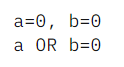 a=0, b=0
a OR b=0